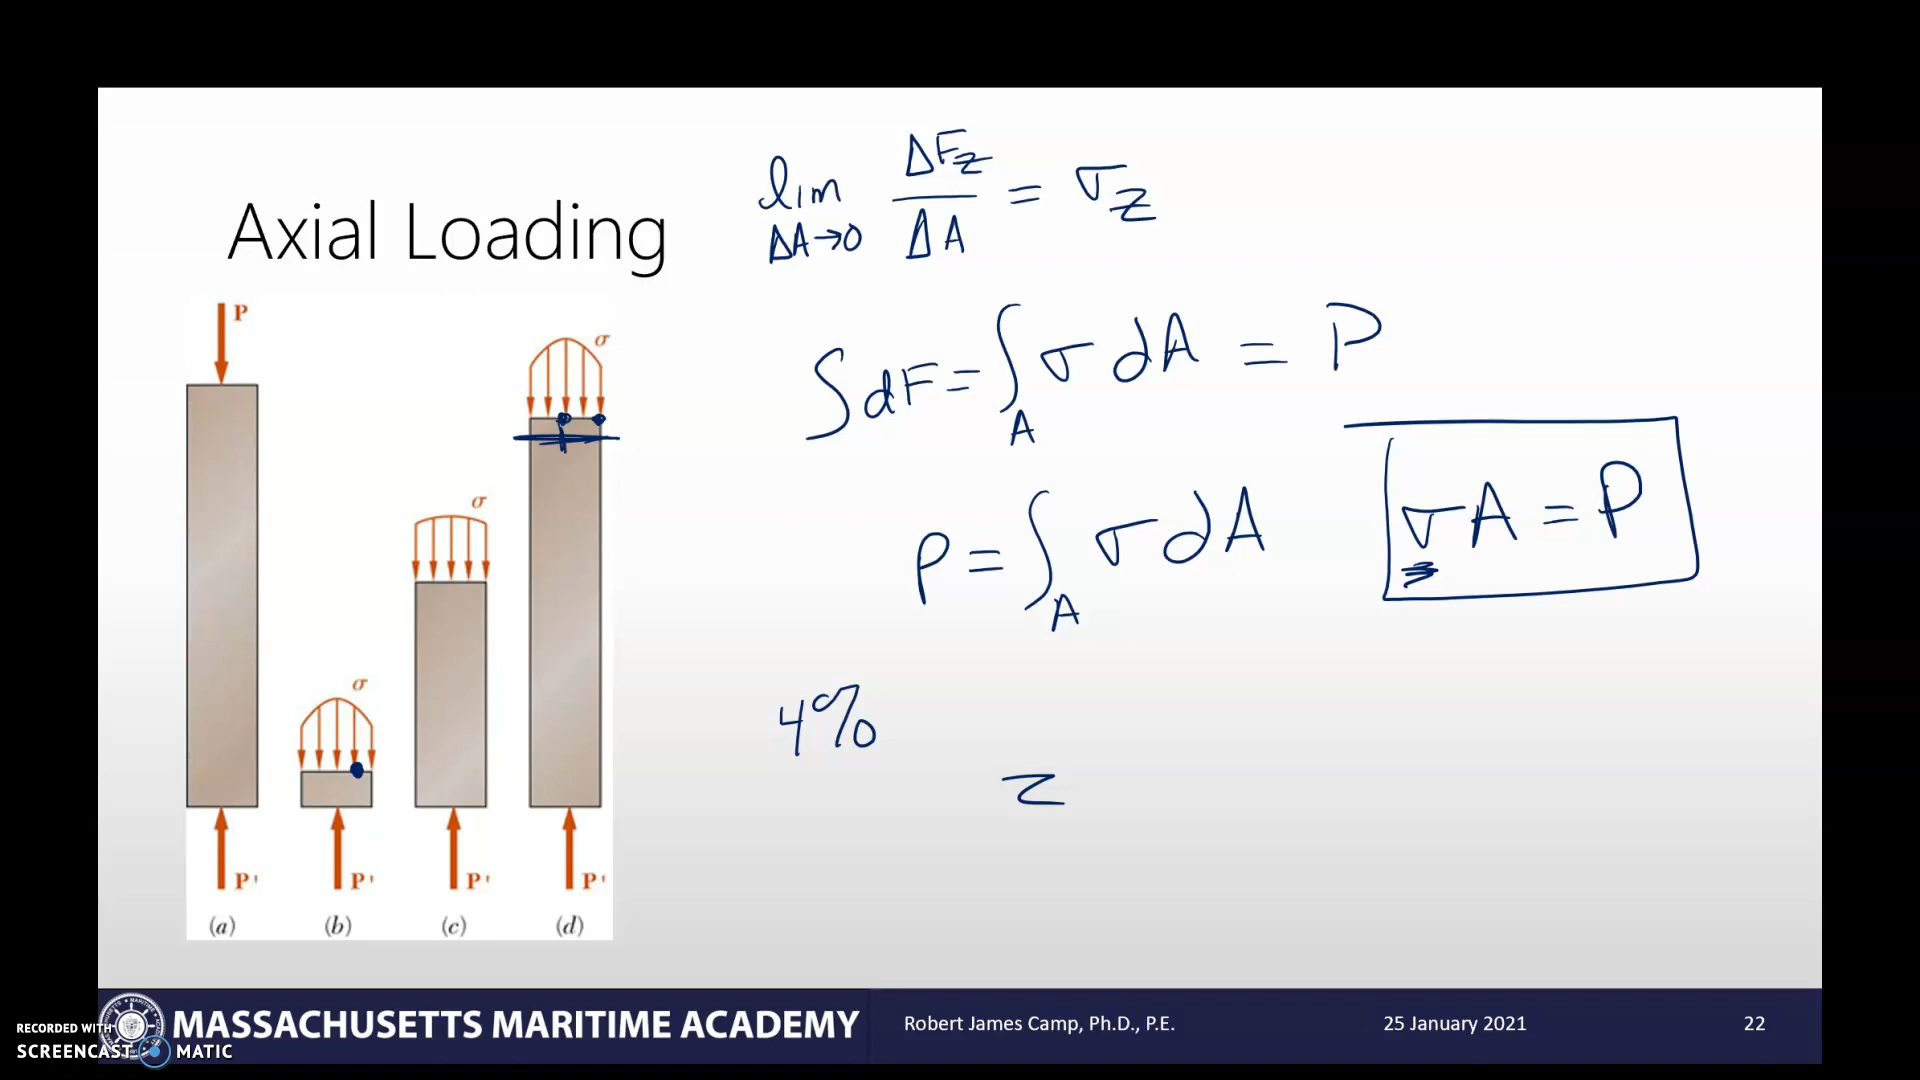 Axial Loading
lim ΔA→0 ΔFz / ΔA = σz
∫dF = ∫A σ dA = P
P = ∫A σ dA
σA = P
4%
z
P
σ
σ
σ
P'
P'
P'
P'
(a)
(b)
(c)
(d)
MASSACHUSETTS MARITIME ACADEMY
Robert James Camp, Ph.D., P.E.
25 January 2021
22
RECORDED WITH
SCREENCAST MATIC